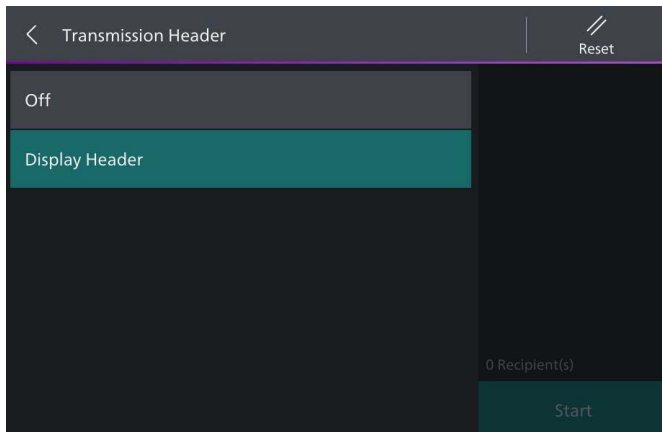 Transmission Header
Reset
Off
Display Header
0 Recipient(s)
Start